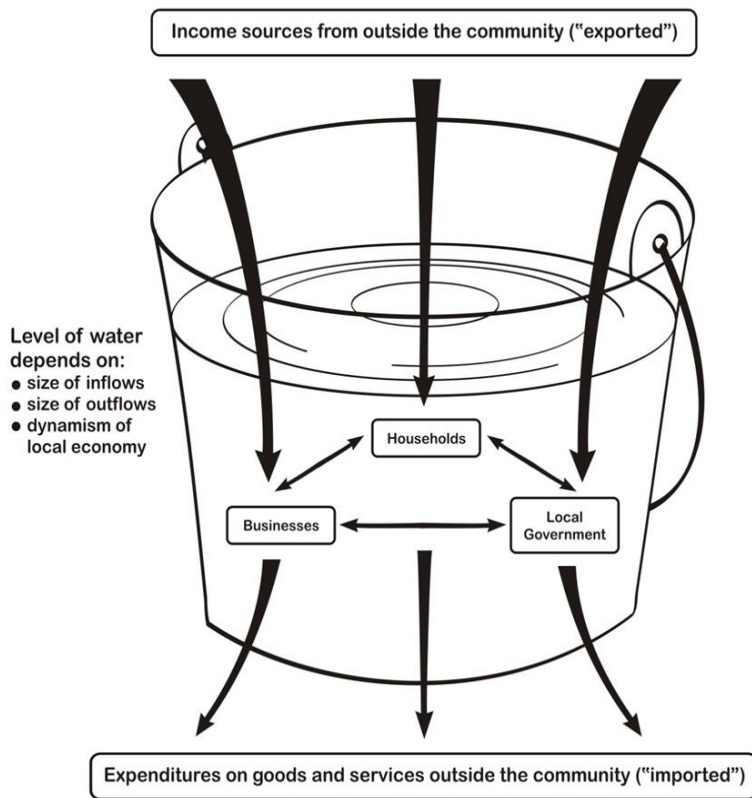 Income sources from outside the community ("exported")
Level of water
depends on:
● size of inflows
● size of outflows
● dynamism of
local economy
Households
Businesses
Local
Government
Expenditures on goods and services outside the community ("imported")